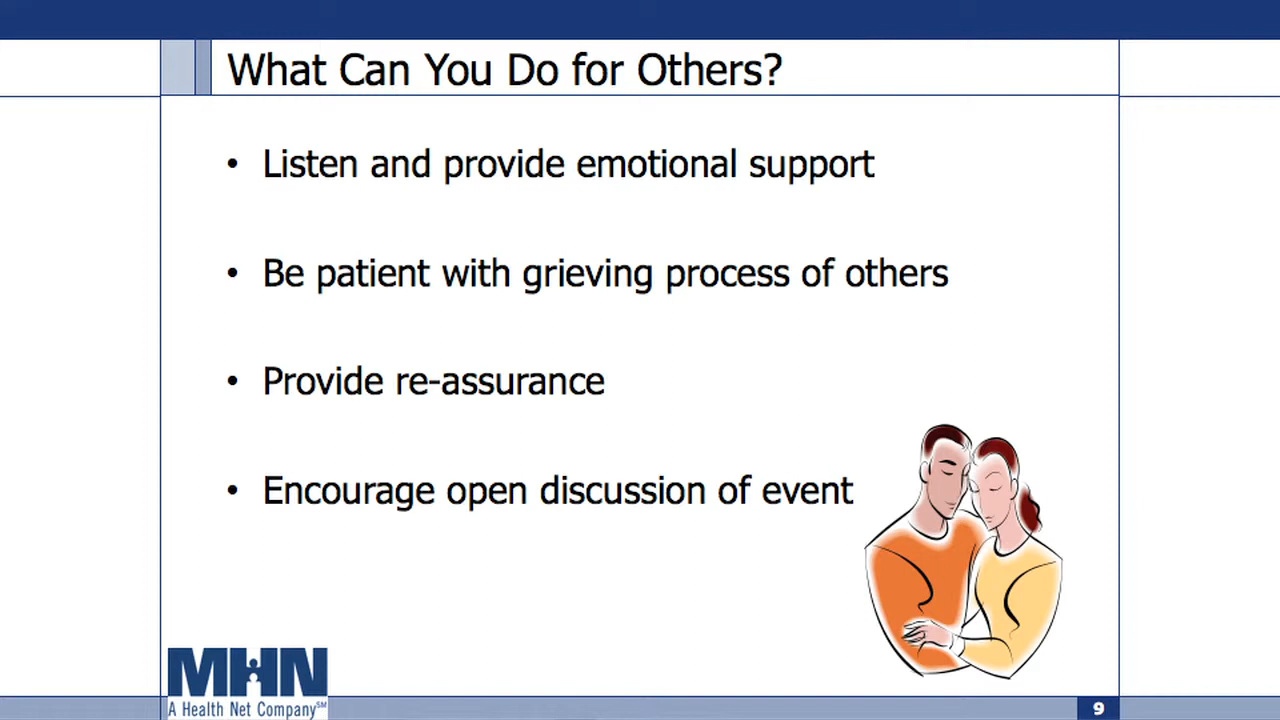 What Can You Do for Others?
• Listen and provide emotional support
• Be patient with grieving process of others
• Provide re-assurance
• Encourage open discussion of event
MHN
A Health Net Company℠
9